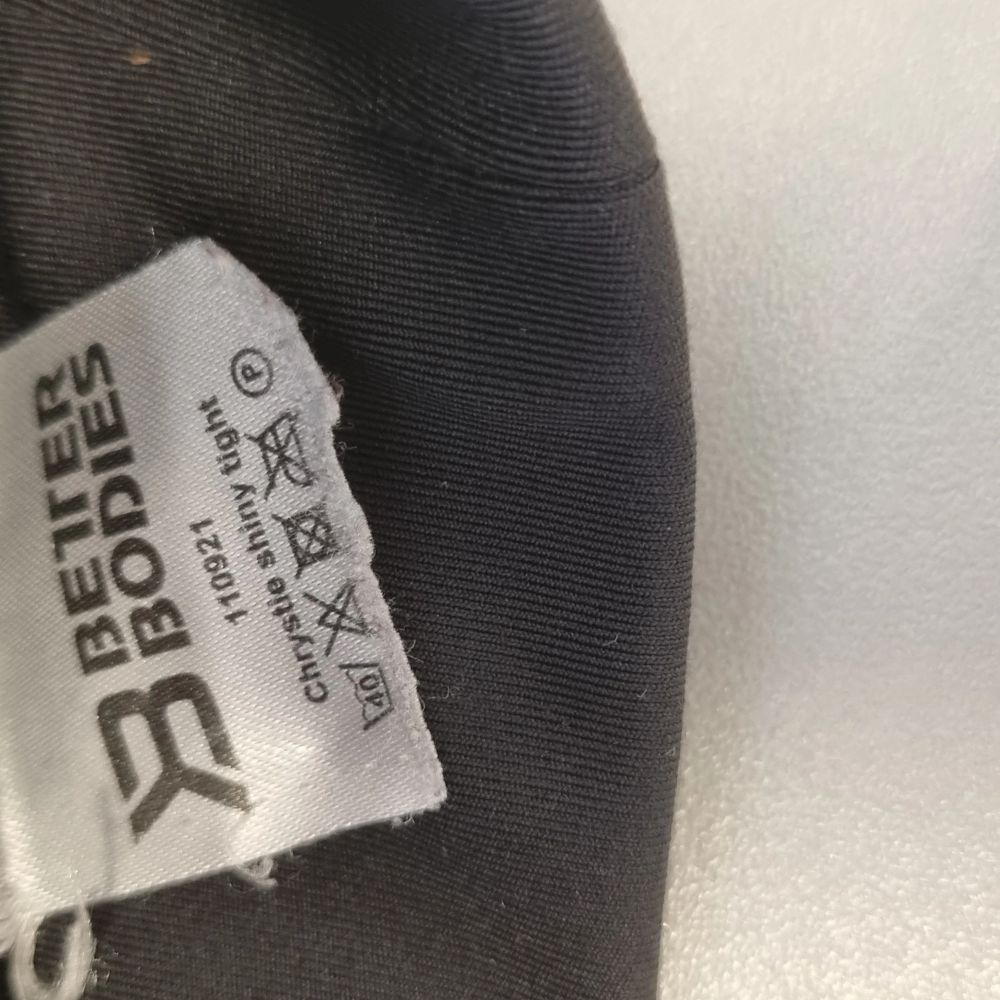 BETTER
BODIES
110921
Chrystie shiny tight
40
P